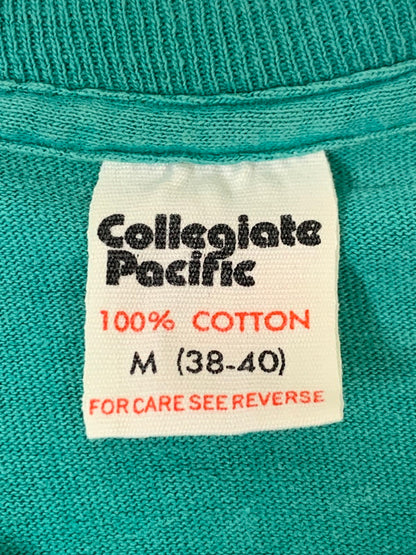 Collegiate
Pacific
100% COTTON
M (38-40)
FOR CARE SEE REVERSE